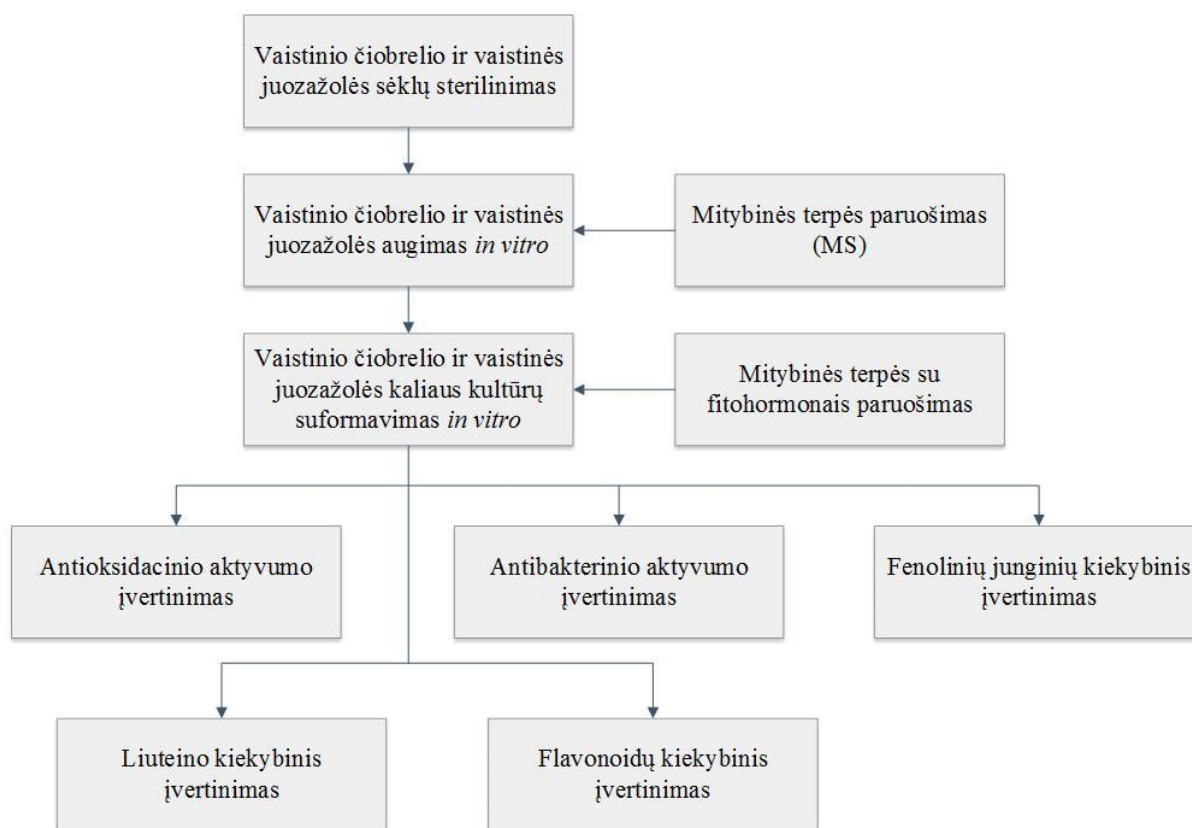 Vaistinio čiobrelio ir vaistinės
juozažolės sėklų sterilinimas
Vaistinio čiobrelio ir vaistinės
juozažolės augimas in vitro
Mitybinės terpės paruošimas
(MS)
Vaistinio čiobrelio ir vaistinės
juozažolės kaliaus kultūrų
suformavimas in vitro
Mitybinės terpės su
fitohormonais paruošimas
Antioksidacinio aktyvumo
įvertinimas
Antibakterinio aktyvumo
įvertinimas
Fenolinių junginių kiekybinis
įvertinimas
Liuteino kiekybinis
įvertinimas
Flavonoidų kiekybinis
įvertinimas